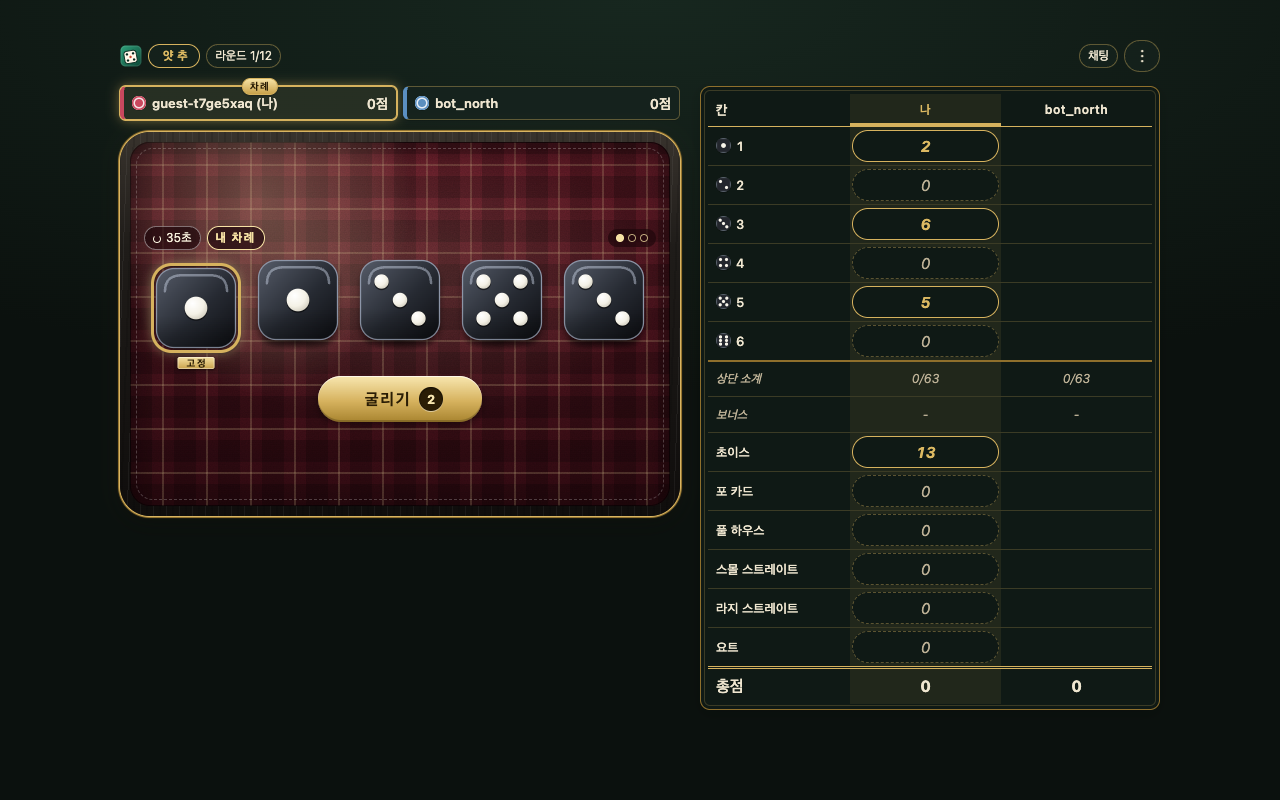 얏 추
라운드 1/12
채팅
차례
guest-t7ge5xaq (나)
0점
bot_north
0점
35초
내 차례
고정
굴리기 2
칸 나 bot_north
1 2
2 0
3 6
4 0
5 5
6 0
상단 소계 0/63 0/63
보너스 - -
초이스 13
포 카드 0
풀 하우스 0
스몰 스트레이트 0
라지 스트레이트 0
요트 0
총점 0 0